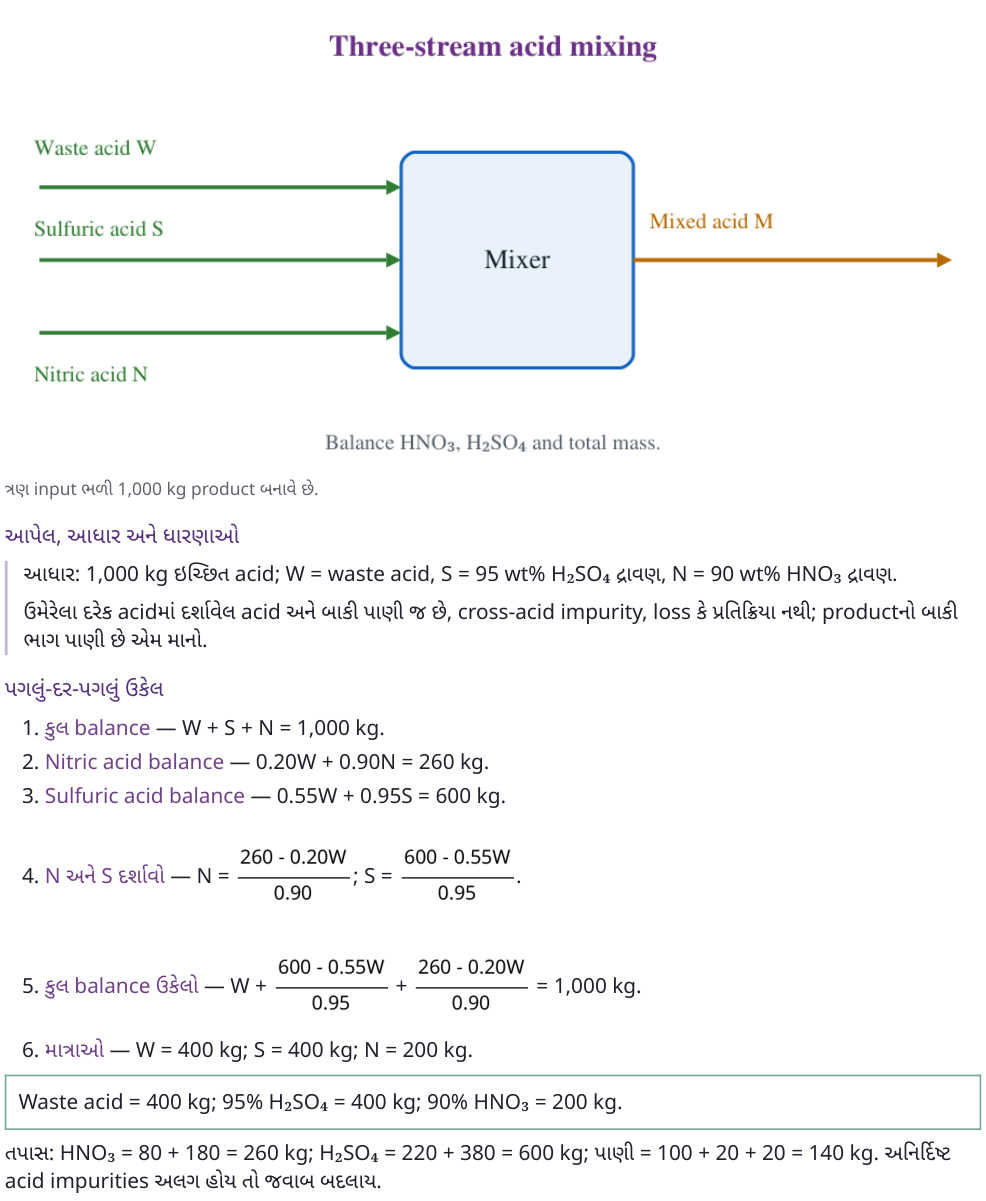 Three-stream acid mixing
Waste acid W
Sulfuric acid S
Mixed acid M
Mixer
Nitric acid N
Balance HNO₃, H₂SO₄ and total mass.
ત્રણ input ભળી 1,000 kg product બનાવે છે.
આપેલ, આધાર અને ધારણાઓ
આધાર: 1,000 kg ઇચ્છિત acid; W = waste acid, S = 95 wt% H₂SO₄ દ્રાવણ, N = 90 wt% HNO₃ દ્રાવણ.
ઉમેરેલા દરેક acidમાં દર્શાવેલ acid અને બાકી પાણી જ છે, cross-acid impurity, loss કે પ્રતિક્રિયા નથી; productનો બાકી
ભાગ પાણી છે એમ માનો.
પગલું-દર-પગલું ઉકેલ
1. કુલ balance — W + S + N = 1,000 kg.
2. Nitric acid balance — 0.20W + 0.90N = 260 kg.
3. Sulfuric acid balance — 0.55W + 0.95S = 600 kg.
4. N અને S દર્શાવો — N = (260 - 0.20W)/0.90; S = (600 - 0.55W)/0.95.
5. કુલ balance ઉકેલો — W + (600 - 0.55W)/0.95 + (260 - 0.20W)/0.90 = 1,000 kg.
6. માત્રાઓ — W = 400 kg; S = 400 kg; N = 200 kg.
Waste acid = 400 kg; 95% H₂SO₄ = 400 kg; 90% HNO₃ = 200 kg.
તપાસ: HNO₃ = 80 + 180 = 260 kg; H₂SO₄ = 220 + 380 = 600 kg; પાણી = 100 + 20 + 20 = 140 kg. અનિર્દિષ્ટ
acid impurities અલગ હોય તો જવાબ બદલાય.